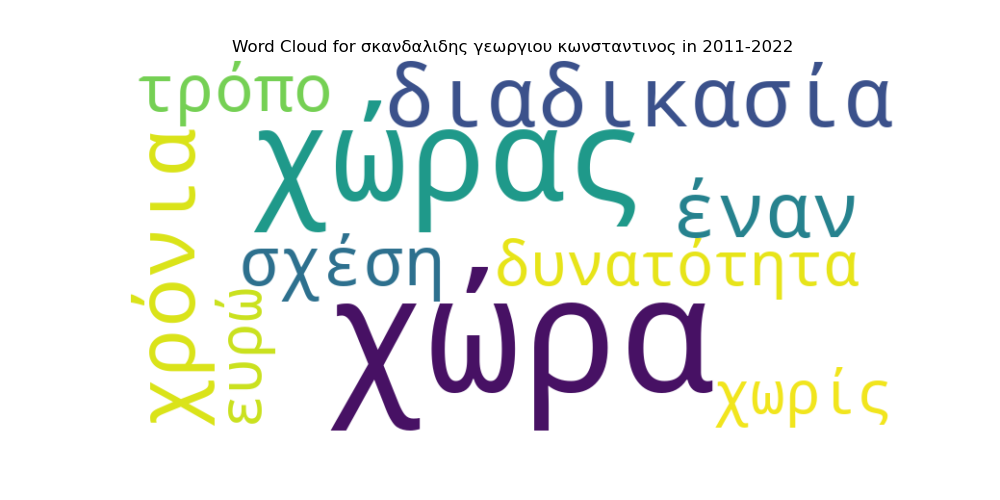 Word Cloud for σκανδαλιδης γεωργιου κωνσταντινος in 2011-2022
τρόπο
διαδικασία
χρόνια
χώρας
έναν
σχέση
δυνατότητα
ευρώ
χώρα
χωρίς